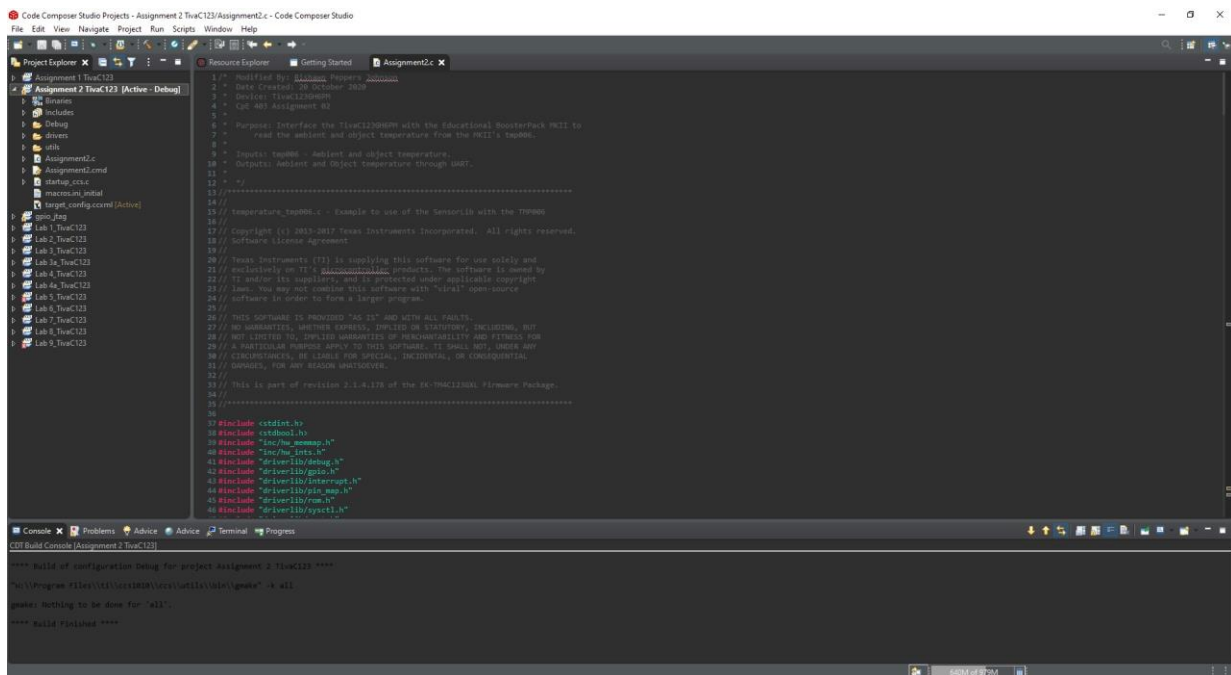 Code Composer Studio Projects - Assignment 2 TivaC123/Assignment2.c - Code Composer Studio
File Edit View Navigate Project Run Scripts Window Help
Project Explorer
Assignment 1 TivaC123
Assignment 2 TivaC123 [Active - Debug]
Binaries
Includes
Debug
drivers
utils
Assignment2.c
Assignment2.cmd
startup_ccs.c
macros.ini_initial
target_config.ccxml [Active]
gpio_jtag
Lab 1_TivaC123
Lab 2_TivaC123
Lab 3_TivaC123
Lab 3a_TivaC123
Lab 4_TivaC123
Lab 4a_TivaC123
Lab 5_TivaC123
Lab 6_TivaC123
Lab 7_TivaC123
Lab 8_TivaC123
Lab 9_TivaC123
Resource Explorer Getting Started Assignment2.c
1 /* Modified By: Rishawn Peppers Johnson
2 * Date Created: 20 October 2020
3 * Device: TivaC123GH6PM
4 * CpE 403 Assignment 02
5 *
6 * Purpose: Interface the TivaC123GH6PM with the Educational BoosterPack MKII to
7 * read the ambient and object temperature from the MKII's tmp006.
8 *
9 * Inputs: tmp006 - Ambient and object temperature.
10 * Outputs: Ambient and Object temperature through UART.
11 *
12 * */
13 //*****************************************************************************
14 //
15 // temperature_tmp006.c - Example to use of the SensorLib with the TMP006
16 //
17 // Copyright (c) 2013-2017 Texas Instruments Incorporated. All rights reserved.
18 // Software License Agreement
19 //
20 // Texas Instruments (TI) is supplying this software for use solely and
21 // exclusively on TI's microcontroller products. The software is owned by
22 // TI and/or its suppliers, and is protected under applicable copyright
23 // laws. You may not combine this software with "viral" open-source
24 // software in order to form a larger program.
25 //
26 // THIS SOFTWARE IS PROVIDED "AS IS" AND WITH ALL FAULTS.
27 // NO WARRANTIES, WHETHER EXPRESS, IMPLIED OR STATUTORY, INCLUDING, BUT
28 // NOT LIMITED TO, IMPLIED WARRANTIES OF MERCHANTABILITY AND FITNESS FOR
29 // A PARTICULAR PURPOSE APPLY TO THIS SOFTWARE. TI SHALL NOT, UNDER ANY
30 // CIRCUMSTANCES, BE LIABLE FOR SPECIAL, INCIDENTAL, OR CONSEQUENTIAL
31 // DAMAGES, FOR ANY REASON WHATSOEVER.
32 //
33 // This is part of revision 2.1.4.178 of the EK-TM4C123GXL Firmware Package.
34 //
35 //*****************************************************************************
36
37 #include <stdint.h>
38 #include <stdbool.h>
39 #include "inc/hw_memmap.h"
40 #include "inc/hw_ints.h"
41 #include "driverlib/debug.h"
42 #include "driverlib/gpio.h"
43 #include "driverlib/interrupt.h"
44 #include "driverlib/pin_map.h"
45 #include "driverlib/rom.h"
46 #include "driverlib/sysctl.h"
Console Problems Advice Advice Terminal Progress
CDT Build Console [Assignment 2 TivaC123]
**** Build of configuration Debug for project Assignment 2 TivaC123 ****
gmake: Nothing to be done for 'all'.
**** Build Finished ****